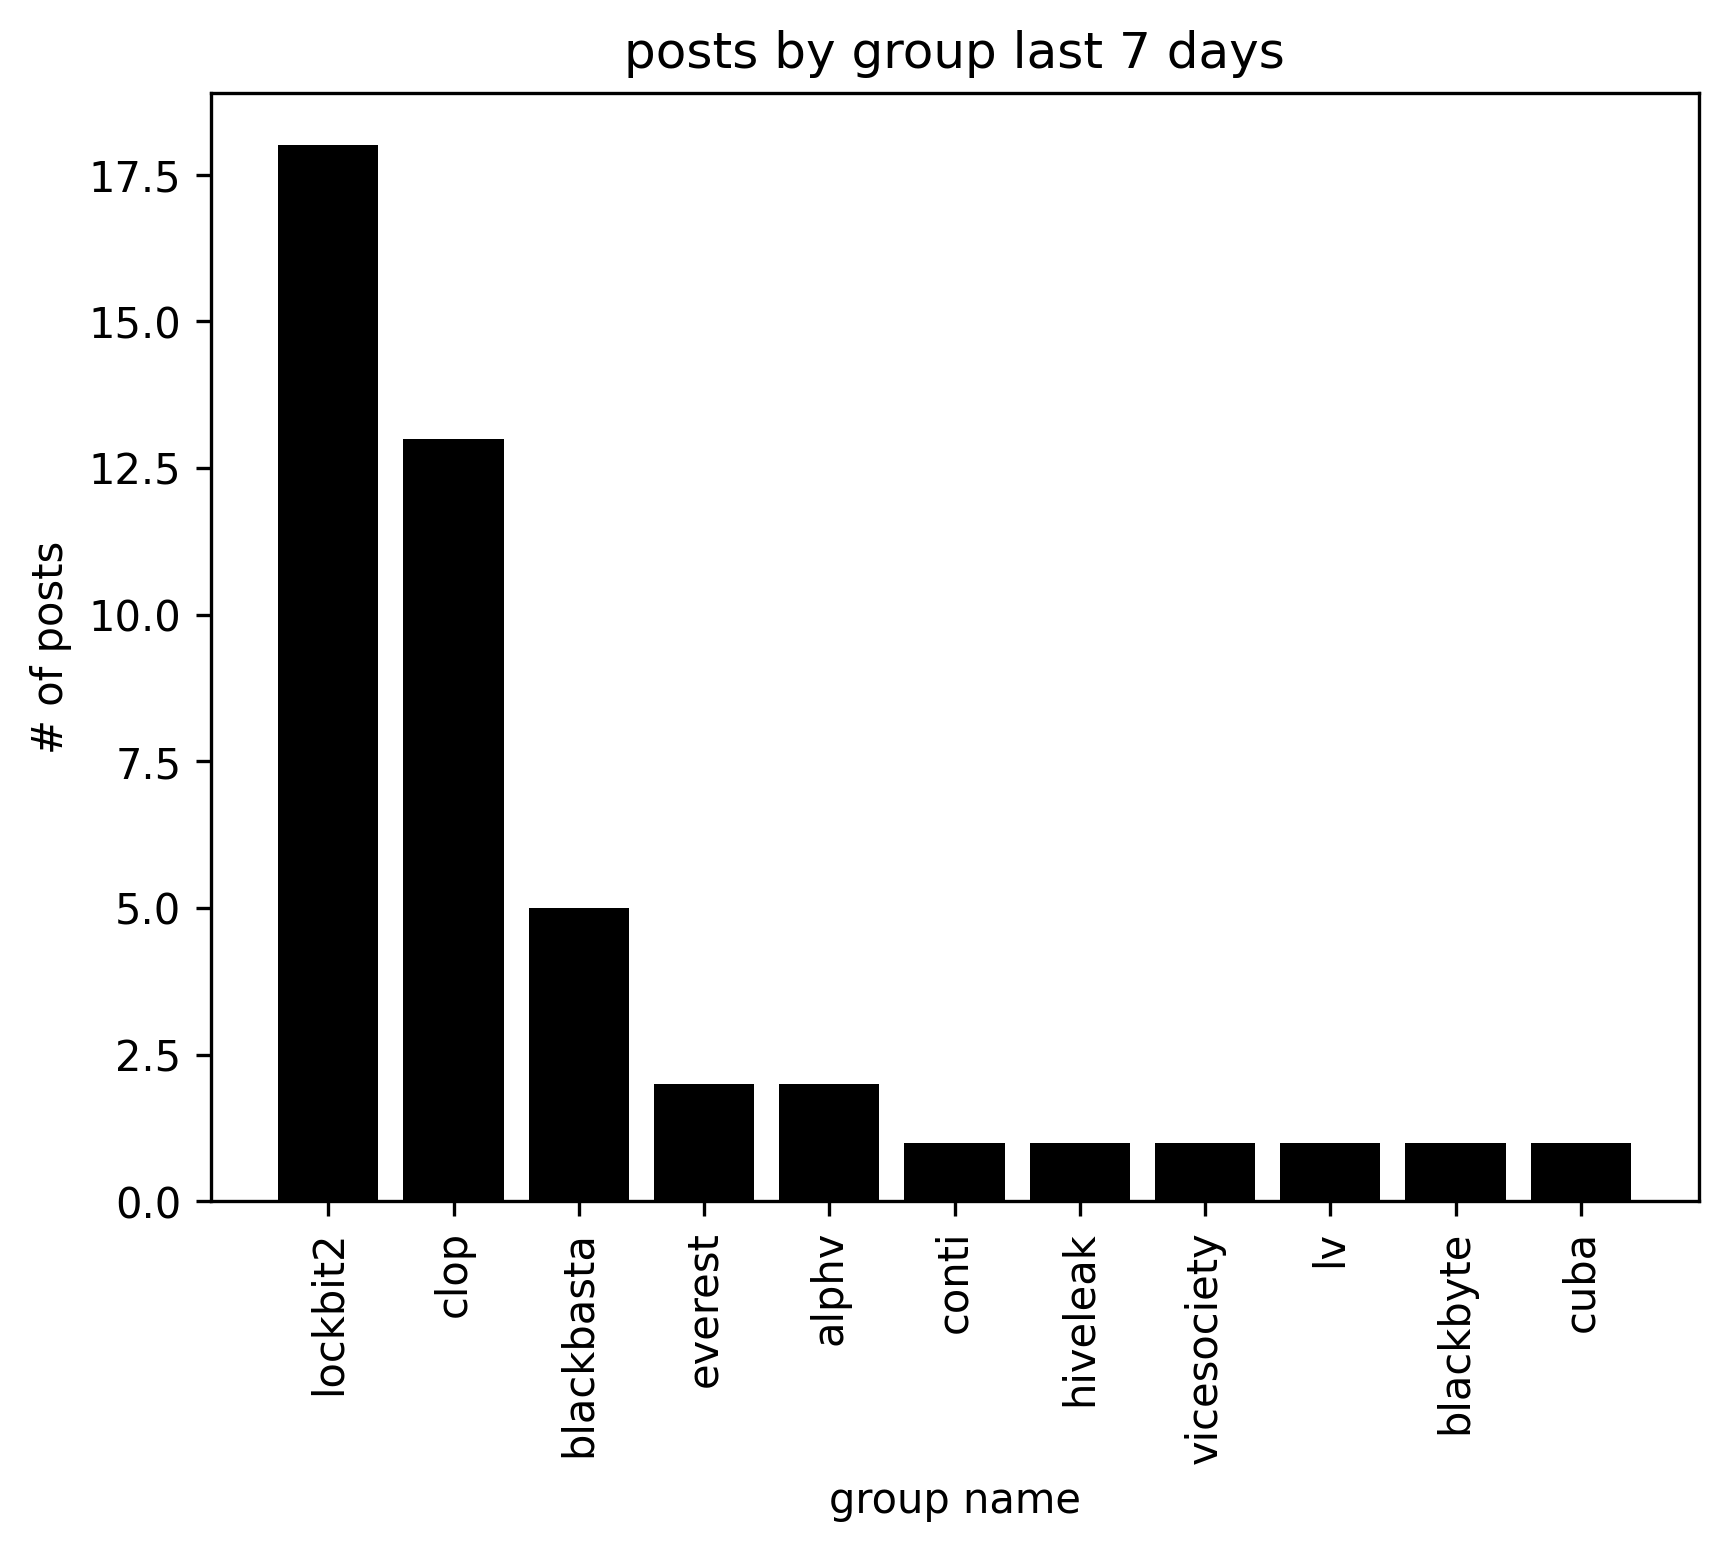 posts by group last 7 days
17.5
15.0
12.5
10.0
7.5
5.0
2.5
0.0
# of posts
lockbit2
clop
blackbasta
everest
alphv
conti
hiveleak
vicesociety
lv
blackbyte
cuba
group name